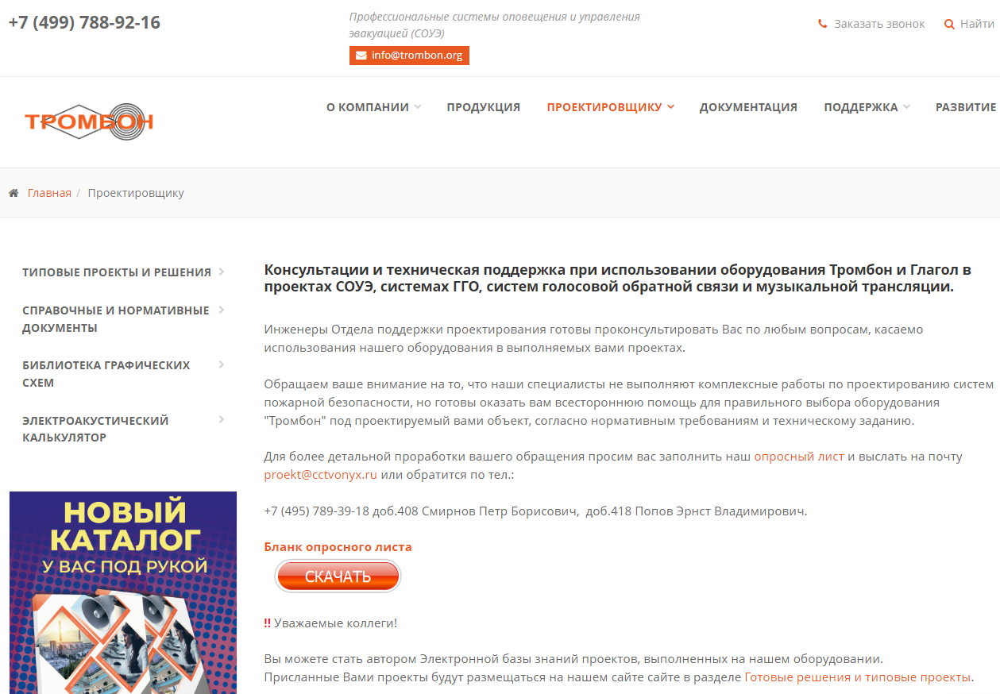 +7 (499) 788-92-16
Профессиональные системы оповещения и управления
эвакуацией (СОУЭ)
info@trombon.org
Заказать звонок
Найти
ТРОМБОН
О КОМПАНИИ
ПРОДУКЦИЯ
ПРОЕКТИРОВЩИКУ
ДОКУМЕНТАЦИЯ
ПОДДЕРЖКА
РАЗВИТИЕ
Главная / Проектировщику
ТИПОВЫЕ ПРОЕКТЫ И РЕШЕНИЯ
СПРАВОЧНЫЕ И НОРМАТИВНЫЕ
ДОКУМЕНТЫ
БИБЛИОТЕКА ГРАФИЧЕСКИХ
СХЕМ
ЭЛЕКТРОАКУСТИЧЕСКИЙ
КАЛЬКУЛЯТОР
НОВЫЙ
КАТАЛОГ
У ВАС ПОД РУКОЙ
Консультации и техническая поддержка при использовании оборудования Тромбон и Глагол в
проектах СОУЭ, системах ГГО, систем голосовой обратной связи и музыкальной трансляции.
Инженеры Отдела поддержки проектирования готовы проконсультировать Вас по любым вопросам, касаемо
использования нашего оборудования в выполняемых вами проектах.
Обращаем ваше внимание на то, что наши специалисты не выполняют комплексные работы по проектированию систем
пожарной безопасности, но готовы оказать вам всестороннюю помощь для правильного выбора оборудования
"Тромбон" под проектируемый вами объект, согласно нормативным требованиям и техническому заданию.
Для более детальной проработки вашего обращения просим вас заполнить наш опросный лист и выслать на почту
proekt@cctvonyx.ru или обратится по тел.:
+7 (495) 789-39-18 доб.408 Смирнов Петр Борисович,  доб.418 Попов Эрнст Владимирович.
Бланк опросного листа
СКАЧАТЬ
!! Уважаемые коллеги!
Вы можете стать автором Электронной базы знаний проектов, выполненных на нашем оборудовании.
Присланные Вами проекты будут размещаться на нашем сайте сайте в разделе Готовые решения и типовые проекты.